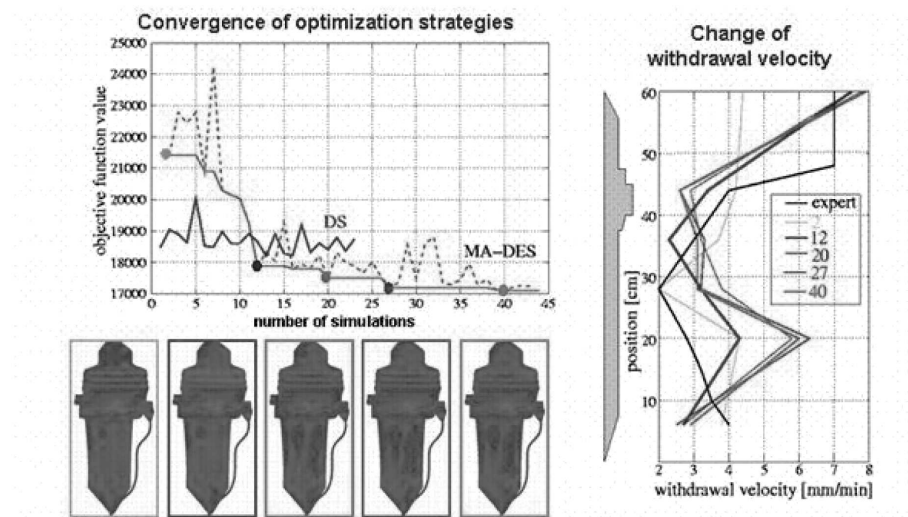 Convergence of optimization strategies
25000
24000
23000
22000
21000
20000
19000
18000
17000
objective function value
DS
MA-DES
0 5 10 15 20 25 30 35 40 45
number of simulations
Change of
withdrawal velocity
60
50
40
30
20
10
position [cm]
expert
12
20
27
40
2 3 4 5 6 7 8
withdrawal velocity [mm/min]